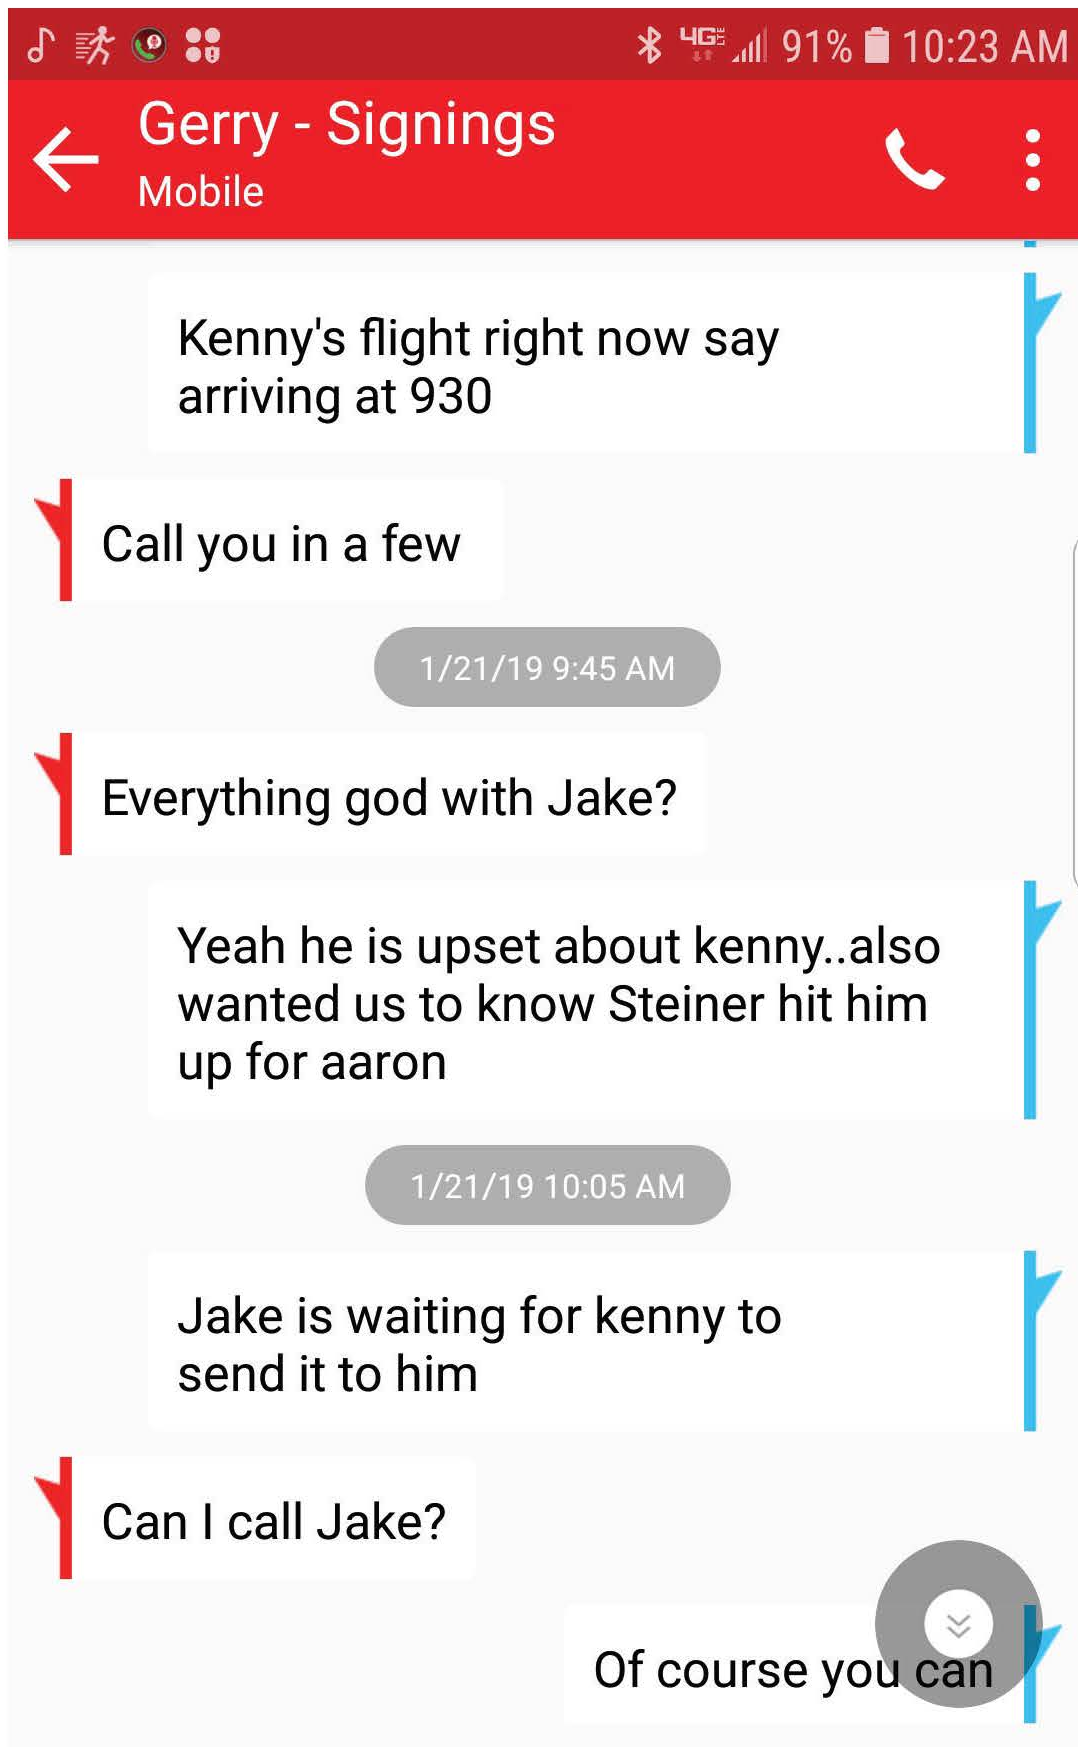 4G LTE 91% 10:23 AM
Gerry - Signings
Mobile
Kenny's flight right now say
arriving at 930
Call you in a few
1/21/19 9:45 AM
Everything god with Jake?
Yeah he is upset about kenny..also
wanted us to know Steiner hit him
up for aaron
1/21/19 10:05 AM
Jake is waiting for kenny to
send it to him
Can I call Jake?
Of course you can